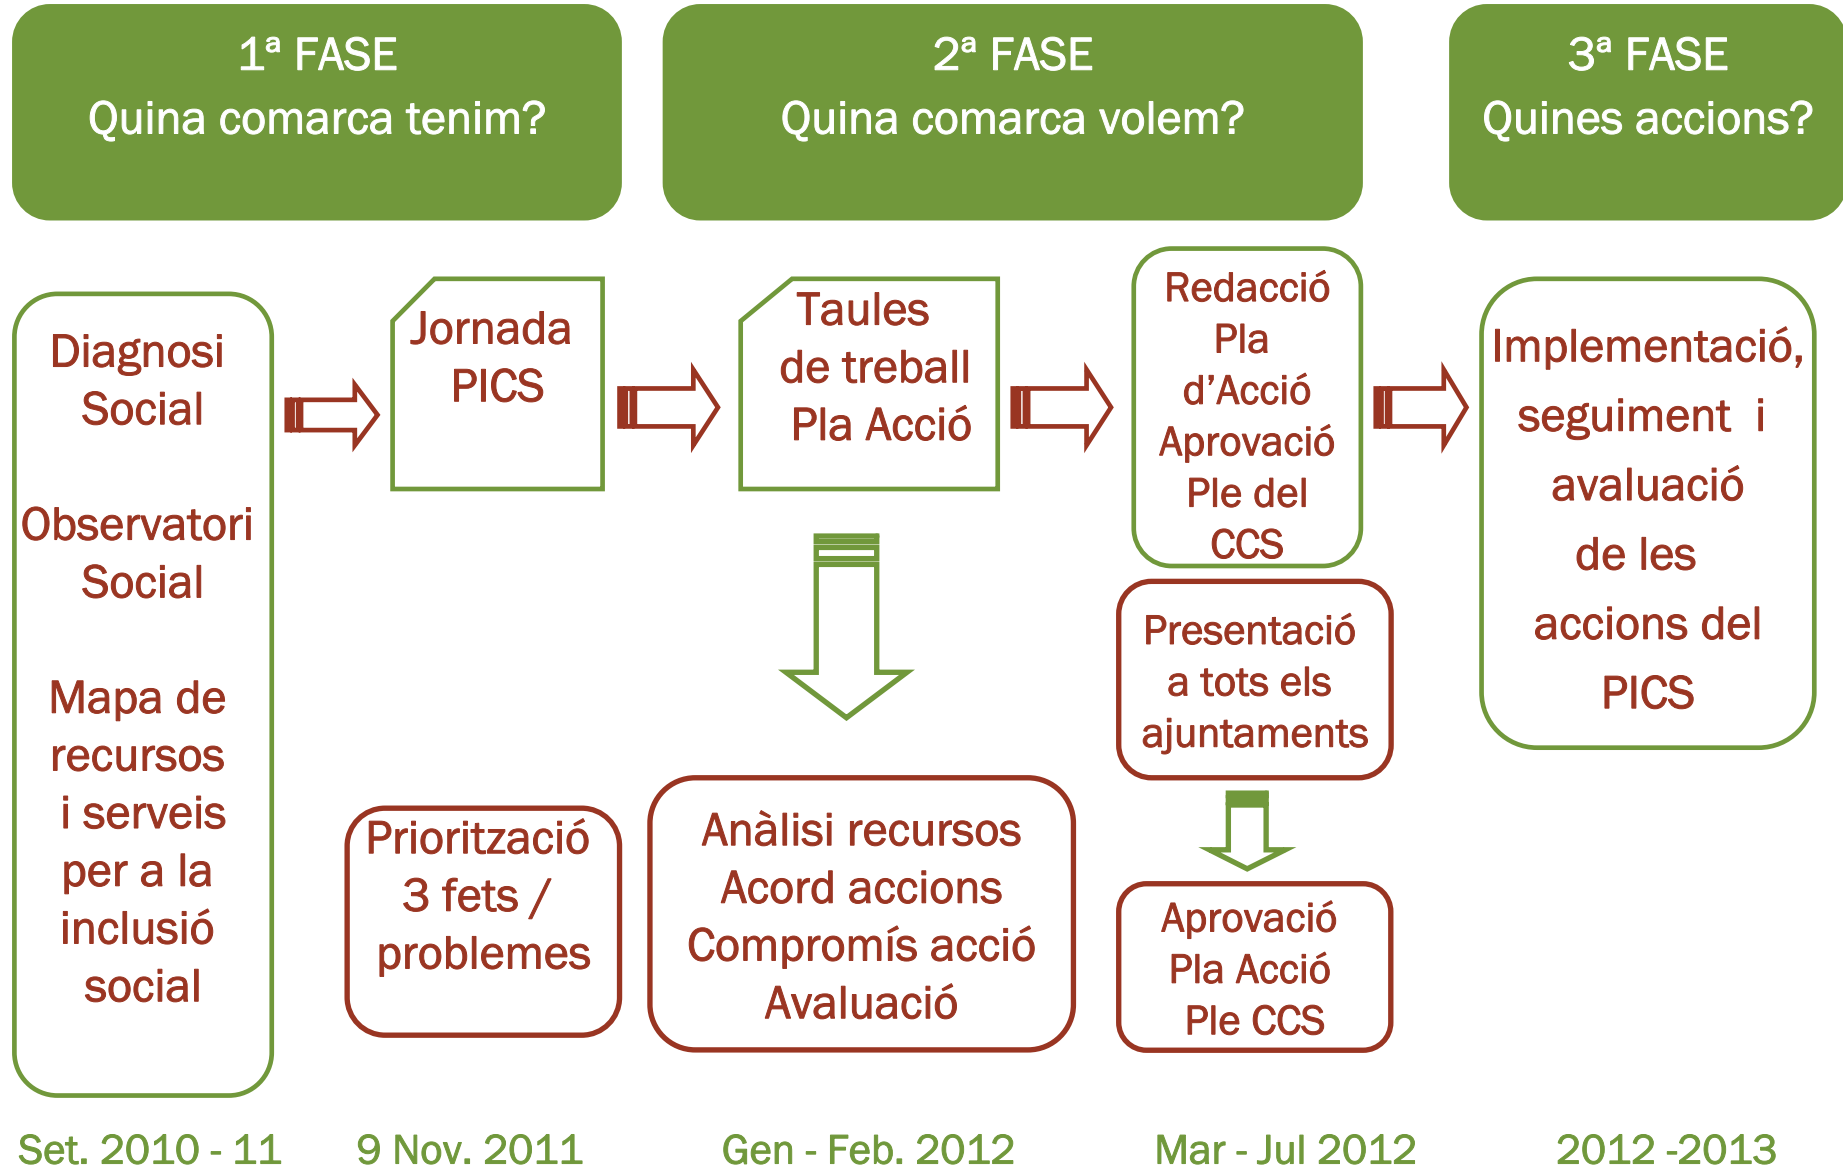 1ª FASE
Quina comarca tenim?
2ª FASE
Quina comarca volem?
3ª FASE
Quines accions?
Diagnosi
Social
Observatori
Social
Mapa de
recursos
i serveis
per a la
inclusió
social
Jornada
PICS
Priorització
3 fets /
problemes
Taules
de treball
Pla Acció
Anàlisi recursos
Acord accions
Compromís acció
Avaluació
Redacció
Pla
d’Acció
Aprovació
Ple del
CCS
Presentació
a tots els
ajuntaments
Aprovació
Pla Acció
Ple CCS
Implementació,
seguiment i
avaluació
de les
accions del
PICS
Set. 2010 - 11
9 Nov. 2011
Gen - Feb. 2012
Mar - Jul 2012
2012 -2013